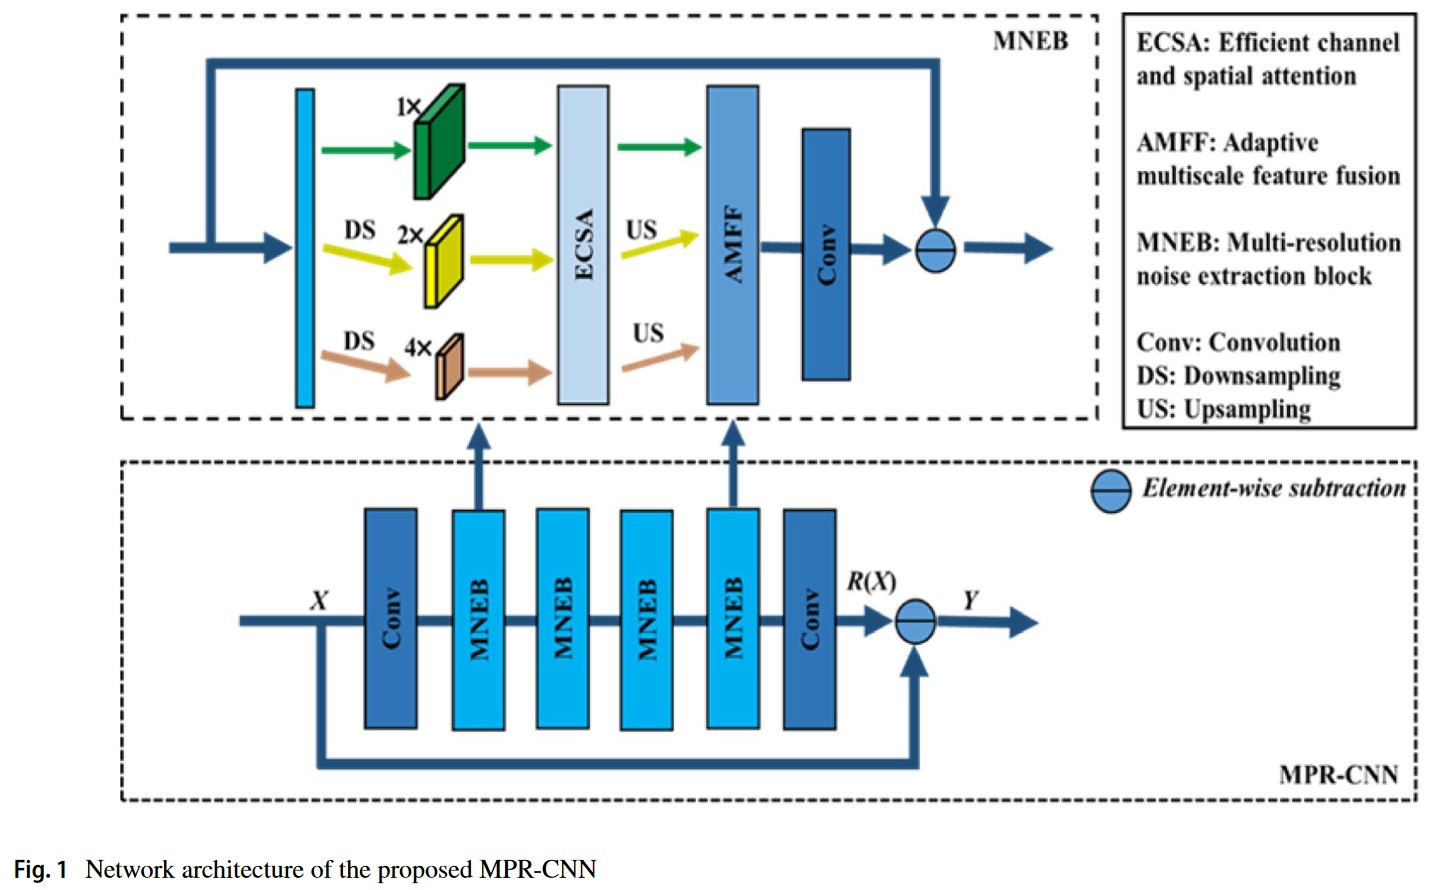 MNEB
1×
DS
2×
DS
4×
ECSA
US
US
AMFF
Conv
ECSA: Efficient channel
and spatial attention
AMFF: Adaptive
multiscale feature fusion
MNEB: Multi-resolution
noise extraction block
Conv: Convolution
DS: Downsampling
US: Upsampling
Element-wise subtraction
X
Conv
MNEB
MNEB
MNEB
MNEB
Conv
R(X)
Y
MPR-CNN
Fig. 1 Network architecture of the proposed MPR-CNN